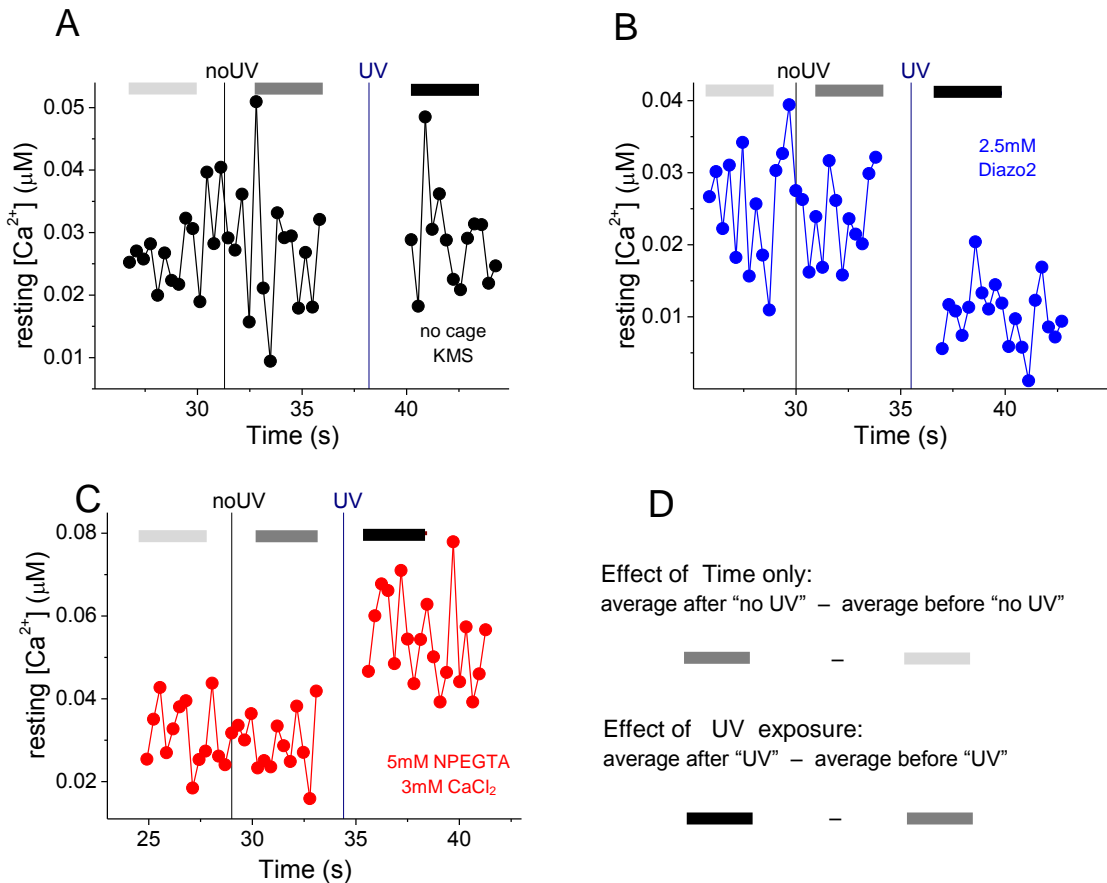 A
noUV
UV
resting [Ca²⁺] (μM)
0.05
0.04
0.03
0.02
0.01
no cage
KMS
30
35
40
Time (s)
B
noUV
UV
resting [Ca²⁺] (μM)
0.04
0.03
0.02
0.01
0.00
2.5mM
Diazo2
30
35
40
Time (s)
C
noUV
UV
resting [Ca²⁺] (μM)
0.08
0.06
0.04
0.02
5mM NPEGTA
3mM CaCl₂
25
30
35
40
Time (s)
D
Effect of Time only:
average after “no UV” – average before “no UV”
–
Effect of UV exposure:
average after “UV” – average before “UV”
–